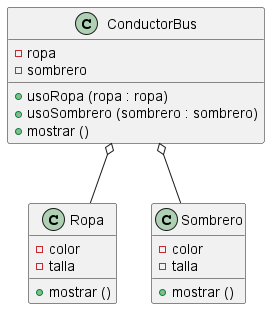 C ConductorBus
ropa
sombrero
usoRopa (ropa : ropa)
usoSombrero (sombrero : sombrero)
mostrar ()
C Ropa
color
talla
mostrar ()
C Sombrero
color
talla
mostrar ()